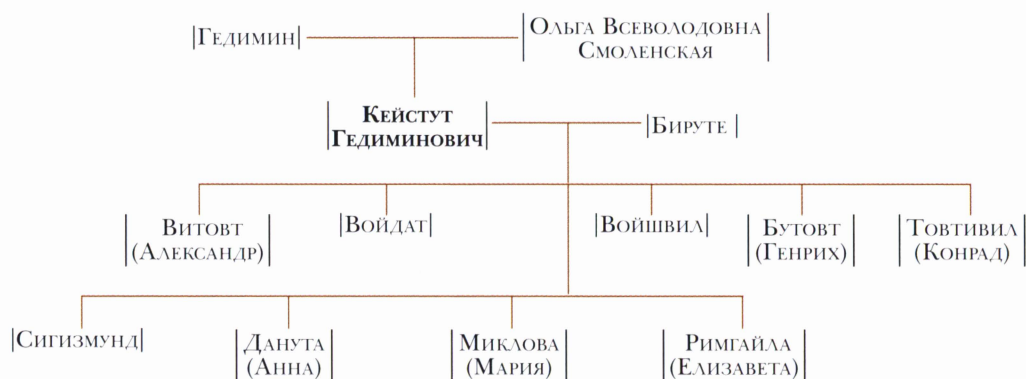 |Гедимин|
|Ольга Всеволодовна
Смоленская|
|Кейстут
Гедиминович|
|Бируте|
|Витовт
(Александр)|
|Войдат|
|Войшвил|
|Бутовт
(Генрих)|
|Товтивил
(Конрад)|
|Сигизмунд|
|Данута
(Анна)|
|Миклова
(Мария)|
|Римгайла
(Елизавета)|